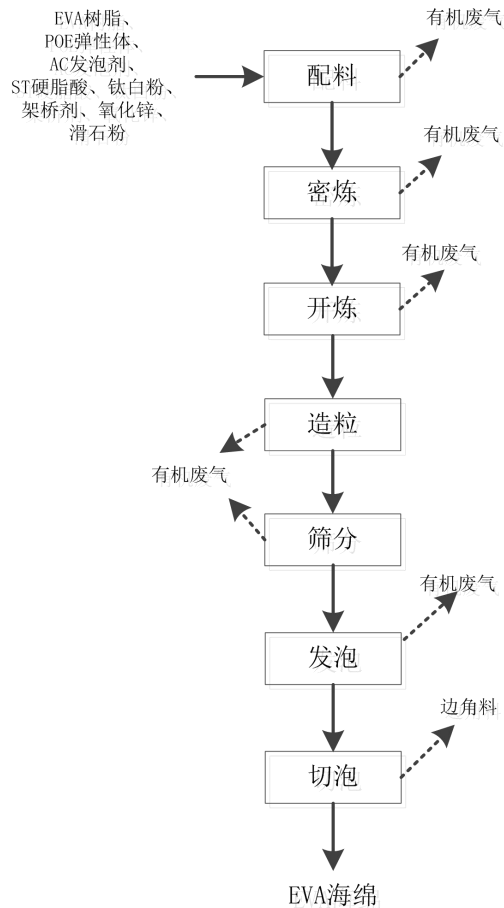 EVA树脂、
POE弹性体、
AC发泡剂、
ST硬脂酸、钛白粉、
架桥剂、氧化锌、
滑石粉
有机废气
配料
有机废气
密炼
有机废气
开炼
造粒
有机废气
筛分
有机废气
发泡
边角料
切泡
EVA海绵